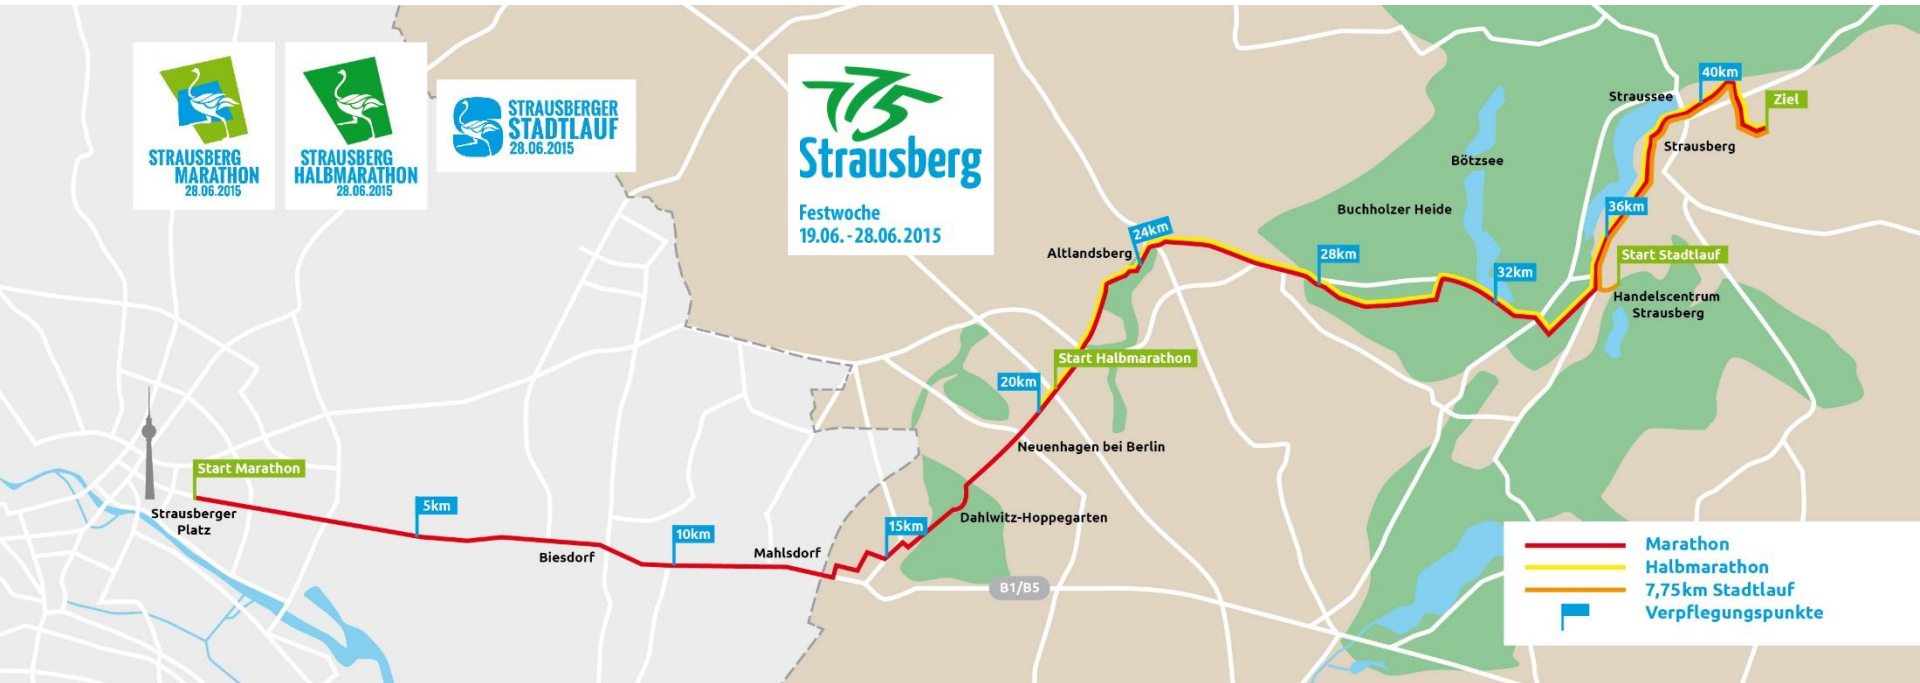 STRAUSBERG
MARATHON
28.06.2015
STRAUSBERG
HALBMARATHON
28.06.2015
STRAUSBERGER
STADTLAUF
28.06.2015
775
Strausberg
Festwoche
19.06. - 28.06.2015
40km
Ziel
Straussee
Strausberg
Bötzsee
36km
Buchholzer Heide
24km
Altlandsberg
28km
Start Stadtlauf
32km
Handelscentrum
Strausberg
Start Halbmarathon
20km
Neuenhagen bei Berlin
Start Marathon
Strausberger
Platz
5km
Dahlwitz-Hoppegarten
15km
10km
Biesdorf
Mahlsdorf
B1/B5
Marathon
Halbmarathon
7,75km Stadtlauf
Verpflegungspunkte